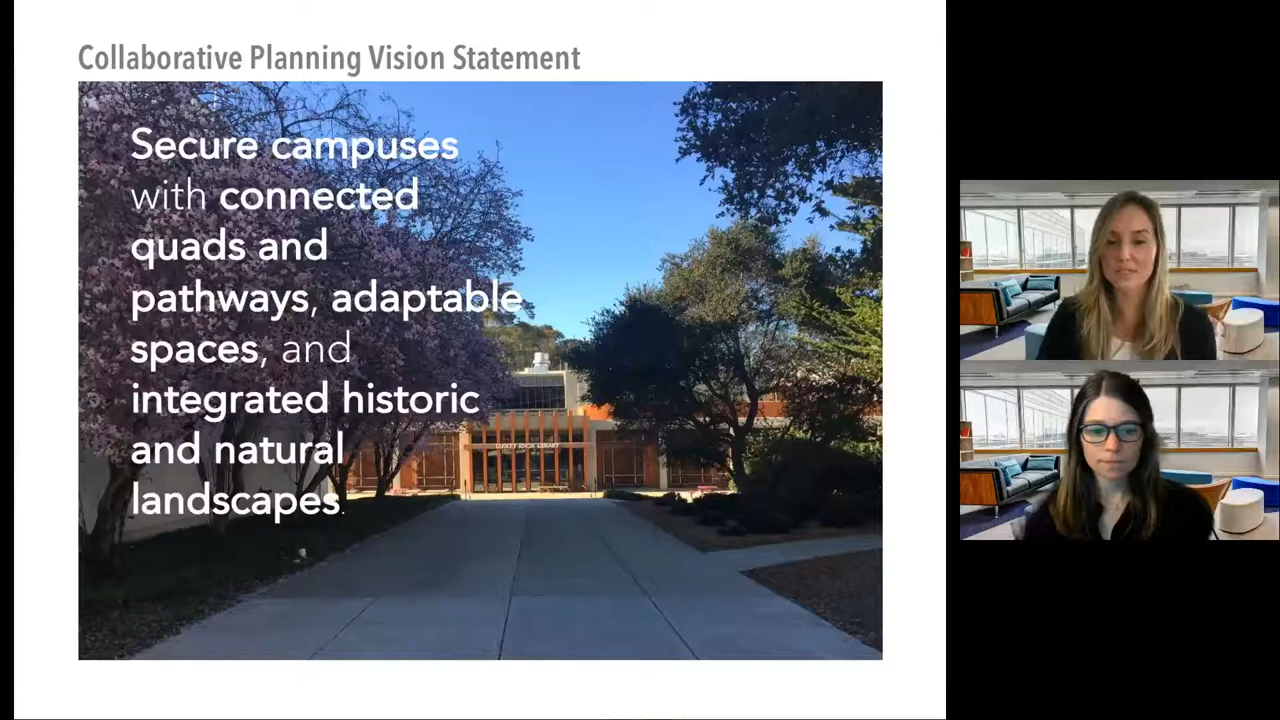 Collaborative Planning Vision Statement
Secure campuses
with connected
quads and
pathways, adaptable
spaces, and
integrated historic
and natural
landscapes.
LIBRARY